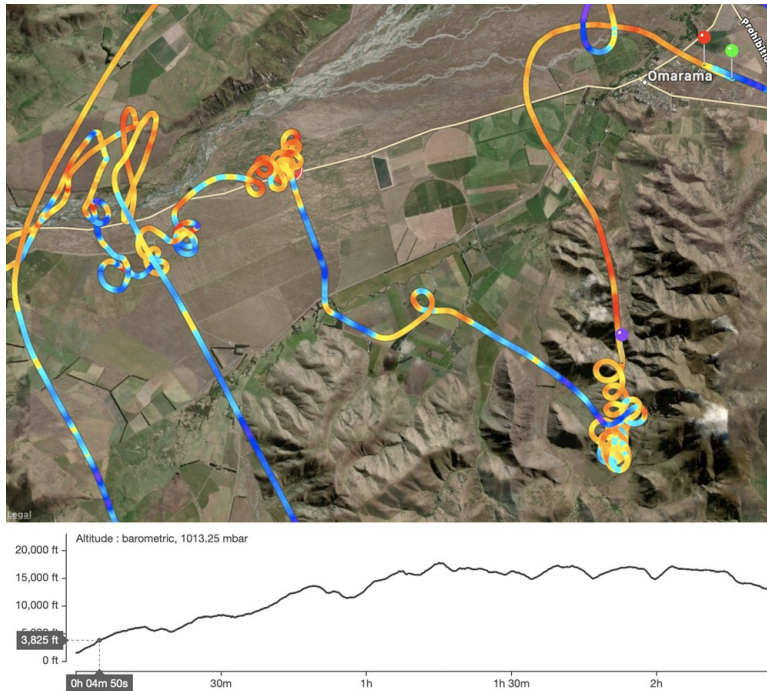 Prohibitio
Omarama
Legal
Altitude : barometric, 1013.25 mbar
20,000 ft
15,000 ft
10,000 ft
3,825 ft
0 ft
0h 04m 50s
30m
1h
1h 30m
2h